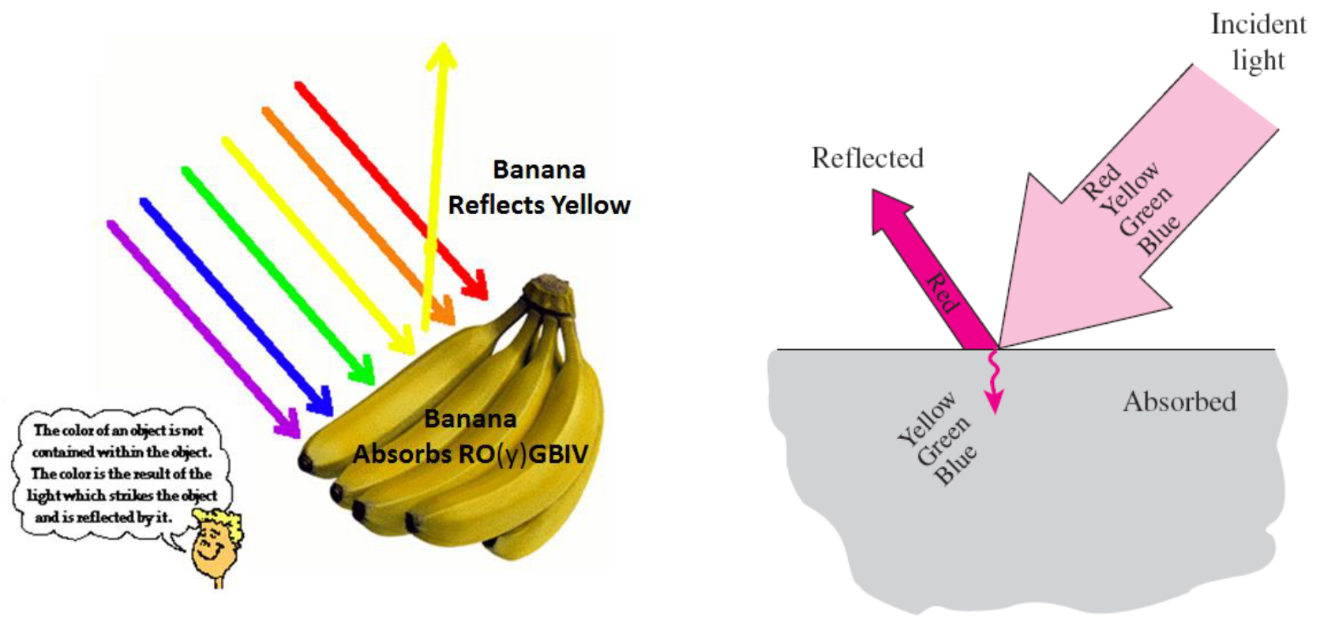 Banana
Reflects Yellow
Banana
Absorbs RO(y)GBIV
The color of an object is not
contained within the object.
The color is the result of the
light which strikes the object
and is reflected by it.
Incident
light
Reflected
Red
Yellow
Green
Blue
Red
Absorbed
Yellow
Green
Blue